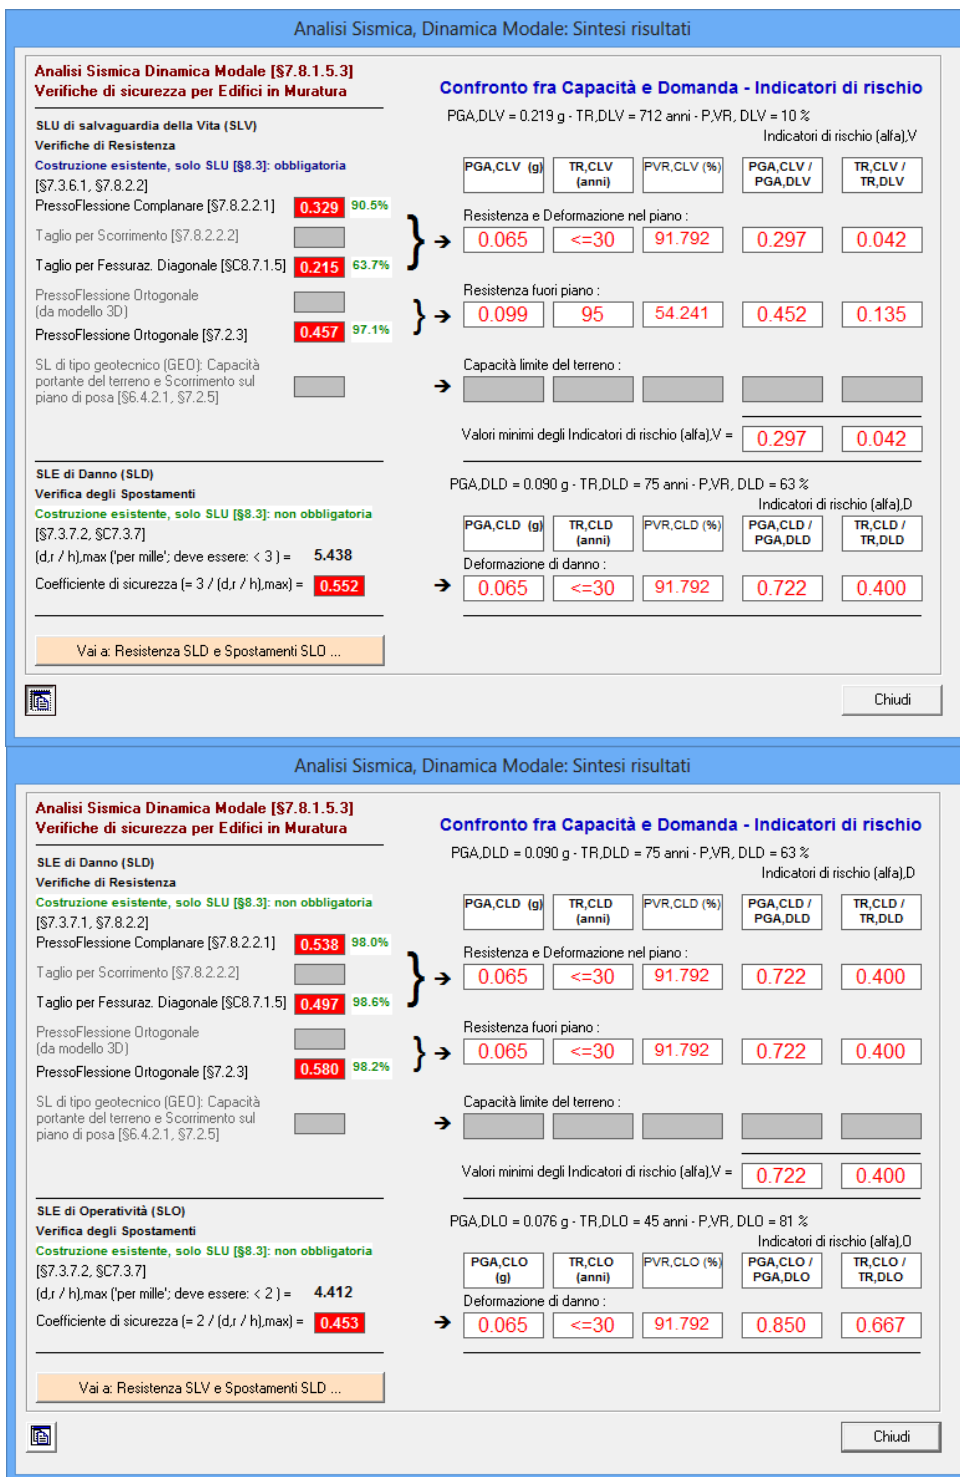 Analisi Sismica, Dinamica Modale: Sintesi risultati
Analisi Sismica Dinamica Modale [§7.8.1.5.3]
Verifiche di sicurezza per Edifici in Muratura
Confronto fra Capacità e Domanda - Indicatori di rischio
PGA,DLV = 0.219 g - TR,DLV = 712 anni - P,VR, DLV = 10 %
Indicatori di rischio (alfa),V
SLU di salvaguardia della Vita (SLV)
Verifiche di Resistenza
Costruzione esistente, solo SLU [§8.3]: obbligatoria
[§7.3.6.1, §7.8.2.2]
PGA,CLV (g) TR,CLV (anni) PVR,CLV (%) PGA,CLV / PGA,DLV TR,CLV / TR,DLV
PressoFlessione Complanare [§7.8.2.2.1] 0.329 90.5%
Resistenza e Deformazione nel piano :
Taglio per Scorrimento [§7.8.2.2.2]
} ➔ 0.065 <=30 91.792 0.297 0.042
Taglio per Fessuraz. Diagonale [§C8.7.1.5] 0.215 63.7%
PressoFlessione Ortogonale
(da modello 3D)
Resistenza fuori piano :
} ➔ 0.099 95 54.241 0.452 0.135
PressoFlessione Ortogonale [§7.2.3] 0.457 97.1%
SL di tipo geotecnico (GEO): Capacità
portante del terreno e Scorrimento sul
piano di posa [§6.4.2.1, §7.2.5]
Capacità limite del terreno :
➔
Valori minimi degli Indicatori di rischio (alfa),V = 0.297 0.042
SLE di Danno (SLD)
Verifica degli Spostamenti
Costruzione esistente, solo SLU [§8.3]: non obbligatoria
[§7.3.7.2, §C7.3.7]
(d,r / h),max ('per mille'; deve essere: < 3 ) = 5.438
Coefficiente di sicurezza (= 3 / (d,r / h),max) = 0.552
PGA,DLD = 0.090 g - TR,DLD = 75 anni - P,VR, DLD = 63 %
Indicatori di rischio (alfa),D
PGA,CLD (g) TR,CLD (anni) PVR,CLD (%) PGA,CLD / PGA,DLD TR,CLD / TR,DLD
Deformazione di danno :
➔ 0.065 <=30 91.792 0.722 0.400
Vai a: Resistenza SLD e Spostamenti SLO ...
Chiudi
Analisi Sismica, Dinamica Modale: Sintesi risultati
Analisi Sismica Dinamica Modale [§7.8.1.5.3]
Verifiche di sicurezza per Edifici in Muratura
Confronto fra Capacità e Domanda - Indicatori di rischio
PGA,DLD = 0.090 g - TR,DLD = 75 anni - P,VR, DLD = 63 %
Indicatori di rischio (alfa),D
SLE di Danno (SLD)
Verifiche di Resistenza
Costruzione esistente, solo SLU [§8.3]: non obbligatoria
[§7.3.7.1, §7.8.2.2]
PGA,CLD (g) TR,CLD (anni) PVR,CLD (%) PGA,CLD / PGA,DLD TR,CLD / TR,DLD
PressoFlessione Complanare [§7.8.2.2.1] 0.538 98.0%
Resistenza e Deformazione nel piano :
Taglio per Scorrimento [§7.8.2.2.2]
} ➔ 0.065 <=30 91.792 0.722 0.400
Taglio per Fessuraz. Diagonale [§C8.7.1.5] 0.497 98.6%
PressoFlessione Ortogonale
(da modello 3D)
Resistenza fuori piano :
} ➔ 0.065 <=30 91.792 0.722 0.400
PressoFlessione Ortogonale [§7.2.3] 0.580 98.2%
SL di tipo geotecnico (GEO): Capacità
portante del terreno e Scorrimento sul
piano di posa [§6.4.2.1, §7.2.5]
Capacità limite del terreno :
➔
Valori minimi degli Indicatori di rischio (alfa),V = 0.722 0.400
SLE di Operatività (SLO)
Verifica degli Spostamenti
Costruzione esistente, solo SLU [§8.3]: non obbligatoria
[§7.3.7.2, §C7.3.7]
(d,r / h),max ('per mille'; deve essere: < 2 ) = 4.412
Coefficiente di sicurezza (= 2 / (d,r / h),max) = 0.453
PGA,DLO = 0.076 g - TR,DLO = 45 anni - P,VR, DLO = 81 %
Indicatori di rischio (alfa),O
PGA,CLO (g) TR,CLO (anni) PVR,CLO (%) PGA,CLO / PGA,DLO TR,CLO / TR,DLO
Deformazione di danno :
➔ 0.065 <=30 91.792 0.850 0.667
Vai a: Resistenza SLV e Spostamenti SLD ...
Chiudi